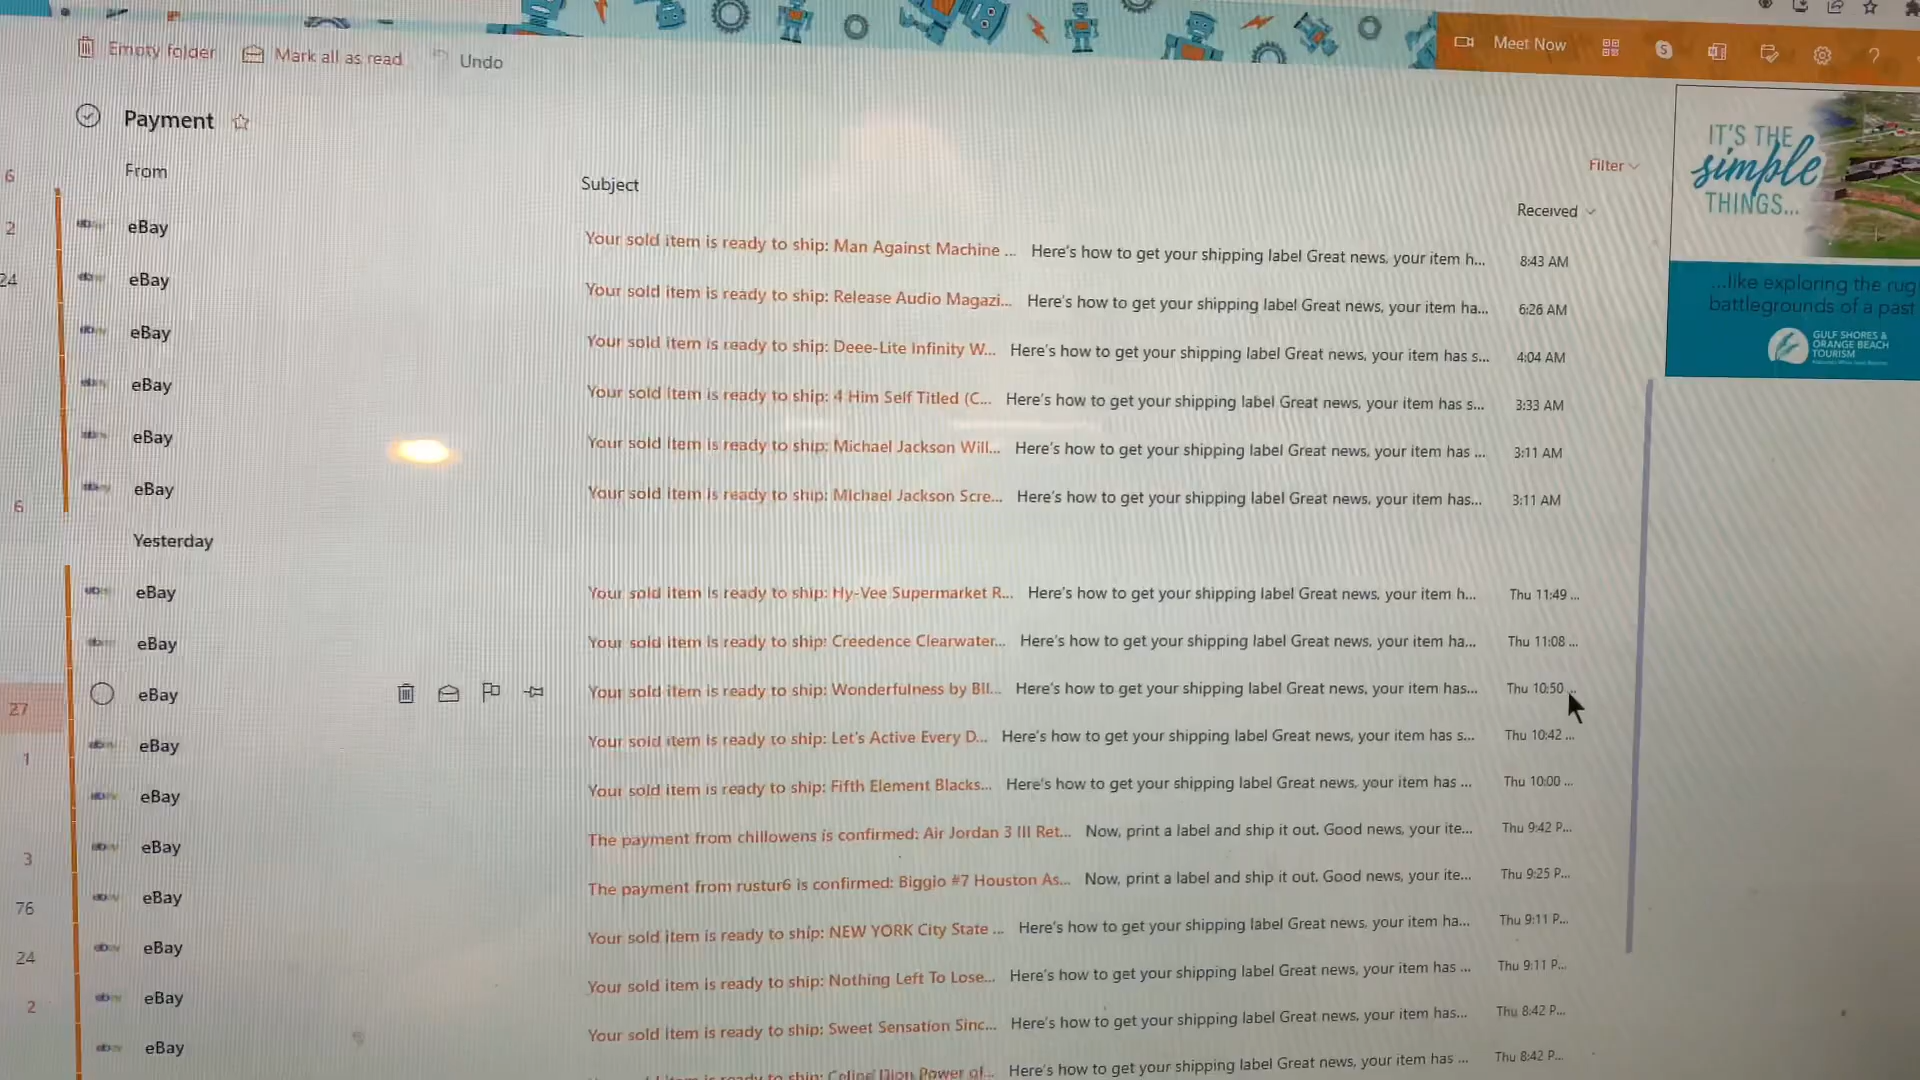 Empty folder Mark all as read Undo
Meet Now
Payment
From Subject Received
Filter
6
2
24
6
27
1
3
76
24
2
eBay Your sold item is ready to ship: Man Against Machine ... Here's how to get your shipping label Great news, your item h... 8:43 AM
eBay Your sold item is ready to ship: Release Audio Magazi... Here's how to get your shipping label Great news, your item ha... 6:26 AM
eBay Your sold item is ready to ship: Deee-Lite Infinity W... Here's how to get your shipping label Great news, your item has s... 4:04 AM
eBay Your sold item is ready to ship: 4 Him Self Titled (C... Here's how to get your shipping label Great news, your item has s... 3:33 AM
eBay Your sold item is ready to ship: Michael Jackson Will... Here's how to get your shipping label Great news, your item has ... 3:11 AM
eBay Your sold item is ready to ship: Michael Jackson Scre... Here's how to get your shipping label Great news, your item has... 3:11 AM
Yesterday
eBay Your sold item is ready to ship: Hy-Vee Supermarket R... Here's how to get your shipping label Great news, your item h... Thu 11:49 ...
eBay Your sold item is ready to ship: Creedence Clearwater... Here's how to get your shipping label Great news, your item ha... Thu 11:08 ...
eBay Your sold item is ready to ship: Wonderfulness by Bil... Here's how to get your shipping label Great news, your item has... Thu 10:50 ...
eBay Your sold item is ready to ship: Let's Active Every D... Here's how to get your shipping label Great news, your item has s... Thu 10:42 ...
eBay Your sold item is ready to ship: Fifth Element Blacks... Here's how to get your shipping label Great news, your item has ... Thu 10:00 ...
eBay The payment from chillowens is confirmed: Air Jordan 3 III Ret... Now, print a label and ship it out. Good news, your ite... Thu 9:42 P...
eBay The payment from rustur6 is confirmed: Biggio #7 Houston As... Now, print a label and ship it out. Good news, your ite... Thu 9:25 P...
eBay Your sold item is ready to ship: NEW YORK City State ... Here's how to get your shipping label Great news, your item ha... Thu 9:11 P...
eBay Your sold item is ready to ship: Nothing Left To Lose... Here's how to get your shipping label Great news, your item has ... Thu 9:11 P...
eBay Your sold item is ready to ship: Sweet Sensation Sinc... Here's how to get your shipping label Great news, your item has... Thu 8:42 P...
ready to ship: Celine Dion Power of... Here's how to get your shipping label Great news, your item has ... Thu 8:42 P...
IT'S THE
simple
THINGS...
...like exploring the rug
battlegrounds of a past
GULF SHORES &
ORANGE BEACH
TOURISM